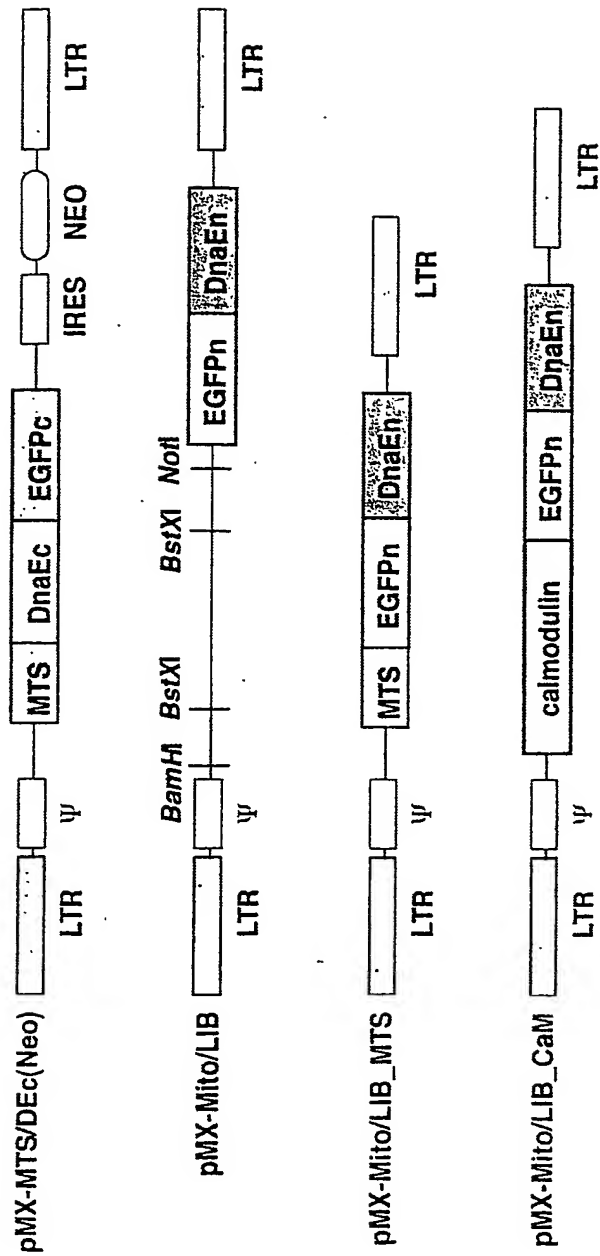 pMX-MTS/DEc(Neo)
LTR
Ψ
MTS DnaEc EGFPc
IRES
NEO
LTR
pMX-Mito/LIB
LTR
Ψ
BamHI
BstXI
BstXI
NotI
EGFPn DnaEn
LTR
pMX-Mito/LIB_MTS
LTR
Ψ
MTS EGFPn DnaEn
LTR
pMX-Mito/LIB_CaM
LTR
Ψ
calmodulin EGFPn DnaEn
LTR